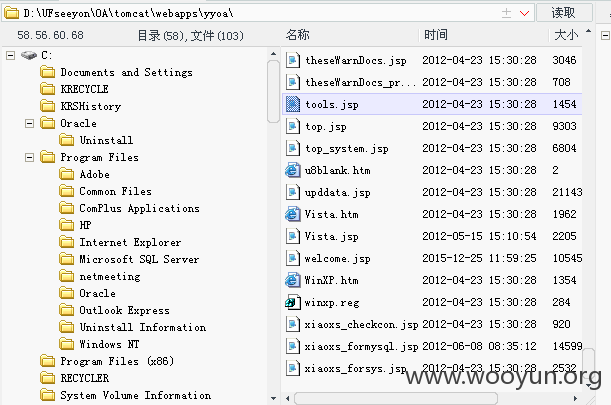 D:\UFseeyon\OA\tomcat\webapps\yyoa\ 读取
58.56.60.68 目录(58),文件(103) 名称 时间 大小
C:
Documents and Settings
KRECYCLE
KRSHistory
Oracle
Uninstall
Program Files
Adobe
Common Files
ComPlus Applications
HP
Internet Explorer
Microsoft SQL Server
netmeeting
Oracle
Outlook Express
Uninstall Information
Windows NT
Program Files (x86)
RECYCLER
System Volume Information
theseWarnDocs.jsp 2012-04-23 15:30:28 3046
theseWarnDocs_pr... 2012-04-23 15:30:28 708
tools.jsp 2012-04-23 15:30:28 1454
top.jsp 2012-04-23 15:30:28 9303
top_system.jsp 2012-04-23 15:30:28 6804
u8blank.htm 2012-04-23 15:30:28 2
upddata.jsp 2012-04-23 15:30:28 21143
Vista.htm 2012-04-23 15:30:28 1962
Vista.jsp 2012-05-15 15:10:54 2205
welcome.jsp 2015-12-25 11:59:25 10545
WinXP.htm 2012-04-23 15:30:28 1354
winxp.reg 2012-04-23 15:30:28 284
xiaoxs_checkcon.jsp 2012-04-23 15:30:28 920
xiaoxs_formysql.jsp 2012-06-08 08:35:12 14599
xiaoxs_forsys.jsp 2012-04-23 15:30:28 2532
www.wooyun.org